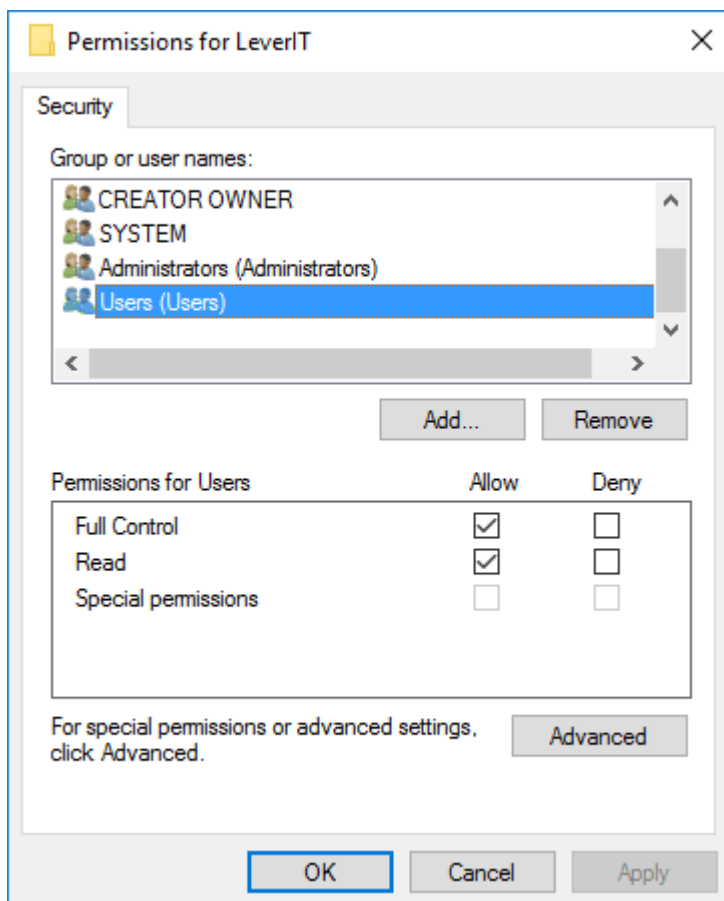 Permissions for LeverIT
Security
Group or user names:
CREATOR OWNER
SYSTEM
Administrators (Administrators)
Users (Users)
Add... Remove
Permissions for Users Allow Deny
Full Control
Read
Special permissions
For special permissions or advanced settings,
click Advanced.
Advanced
OK Cancel Apply